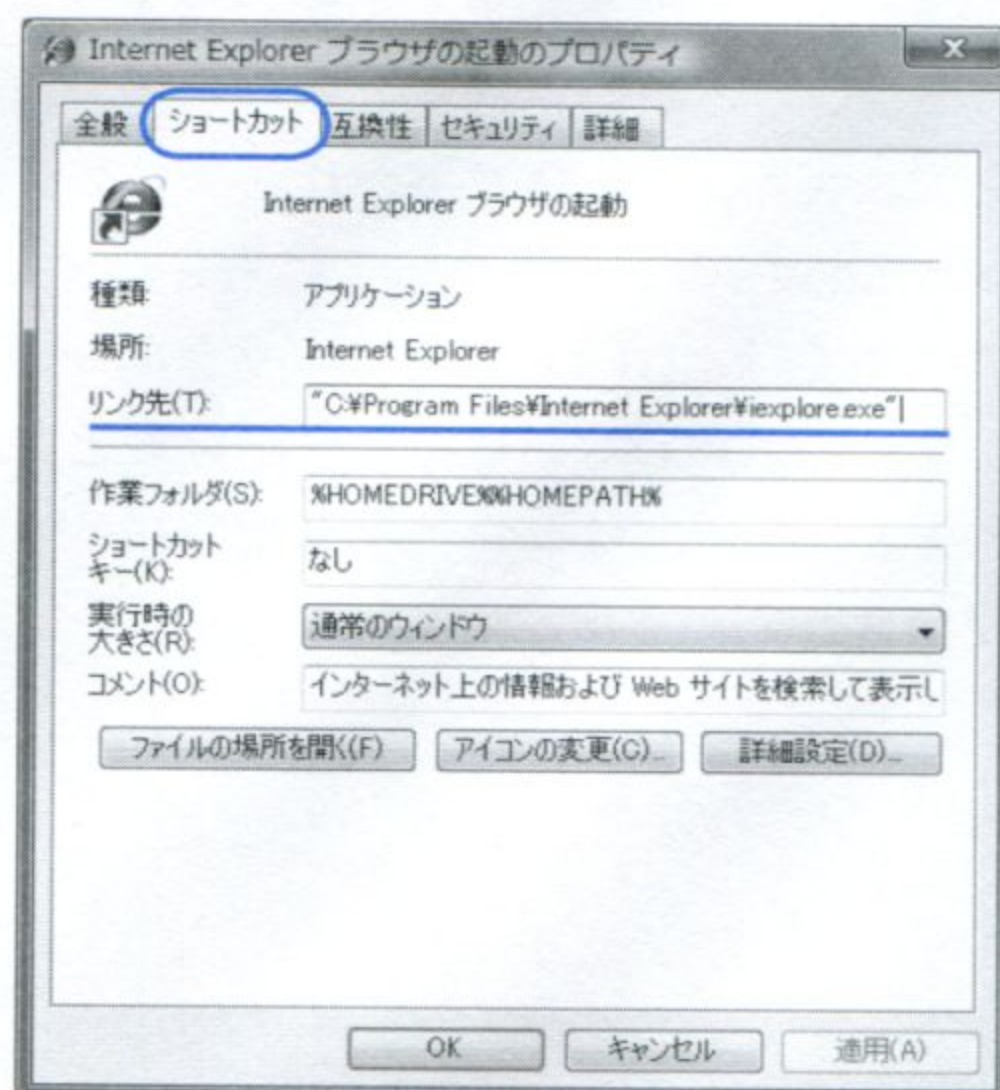 Internet Explorer ブラウザの起動のプロパティ
全般 ショートカット 互換性 セキュリティ 詳細
Internet Explorer ブラウザの起動
種類: アプリケーション
場所: Internet Explorer
リンク先(T): "C:¥Program Files¥Internet Explorer¥iexplore.exe"
作業フォルダ(S): %HOMEDRIVE%%HOMEPATH%
ショートカット
キー(K): なし
実行時の
大きさ(R): 通常のウィンドウ
コメント(O): インターネット上の情報および Web サイトを検索して表示し
ファイルの場所を開く(F) アイコンの変更(C)... 詳細設定(D)...
OK キャンセル 適用(A)